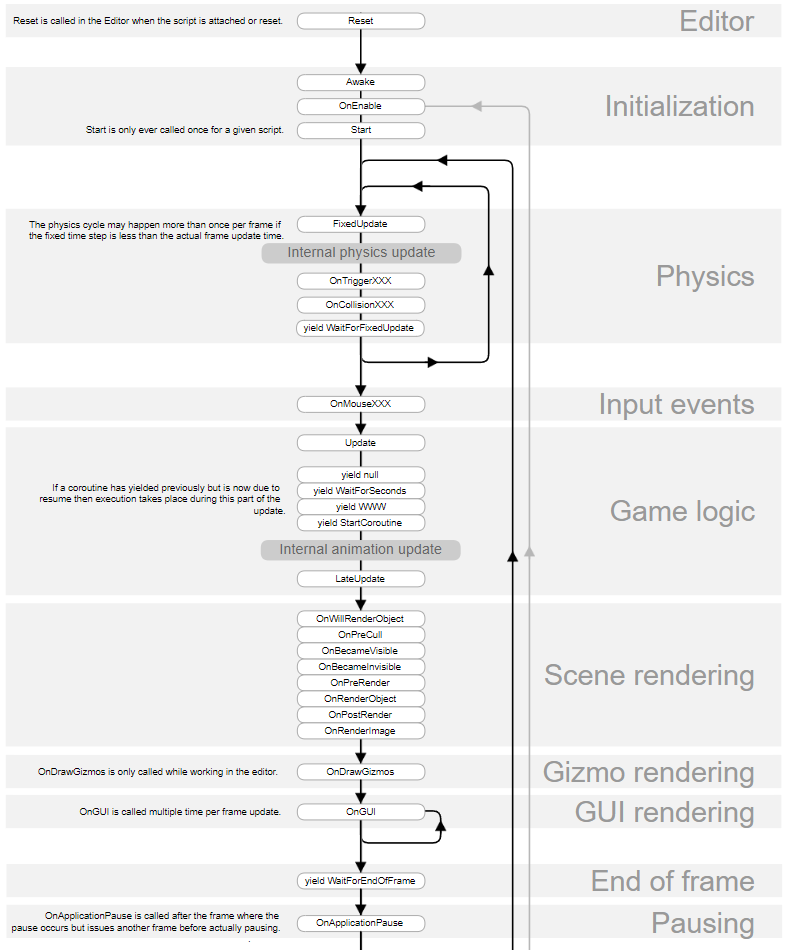 Reset is called in the Editor when the script is attached or reset.
Reset
Editor
Awake
OnEnable
Initialization
Start is only ever called once for a given script.
Start
The physics cycle may happen more than once per frame if
the fixed time step is less than the actual frame update time.
FixedUpdate
Internal physics update
Physics
OnTriggerXXX
OnCollisionXXX
yield WaitForFixedUpdate
OnMouseXXX
Input events
Update
If a coroutine has yielded previously but is now due to
resume then execution takes place during this part of the
update.
yield null
yield WaitForSeconds
yield WWW
yield StartCoroutine
Game logic
Internal animation update
LateUpdate
OnWillRenderObject
OnPreCull
OnBecameVisible
OnBecameInvisible
OnPreRender
OnRenderObject
OnPostRender
OnRenderImage
Scene rendering
OnDrawGizmos is only called while working in the editor.
OnDrawGizmos
Gizmo rendering
OnGUI is called multiple time per frame update.
OnGUI
GUI rendering
yield WaitForEndOfFrame
End of frame
OnApplicationPause is called after the frame where the
pause occurs but issues another frame before actually pausing.
OnApplicationPause
Pausing